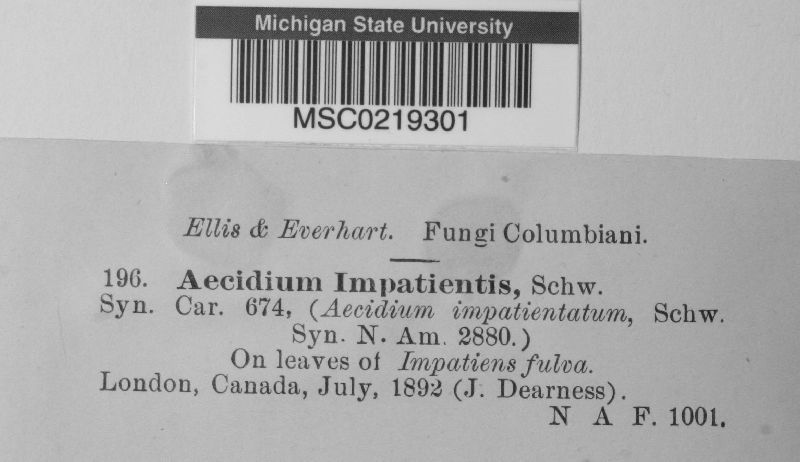 Michigan State University
MSC0219301
Ellis & Everhart. Fungi Columbiani.
196. Aecidium Impatientis, Schw.
Syn. Car. 674, (Aecidium impatientatum, Schw.
Syn. N. Am. 2880.)
On leaves of Impatiens fulva.
London, Canada, July, 1892 (J. Dearness).
N A F. 1001.